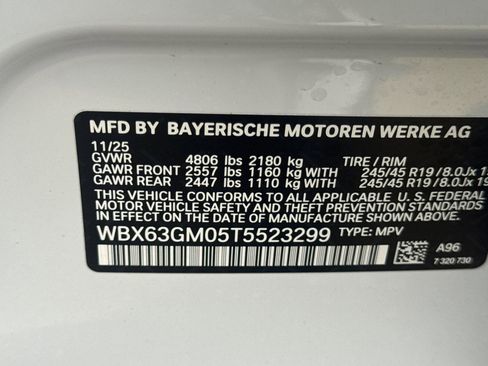 MFD BY BAYERISCHE MOTOREN WERKE AG
11/25
GVWR 4806 lbs 2180 kg TIRE / RIM
GAWR FRONT 2557 lbs 1160 kg WITH 245/45 R19 / 8.0Jx
GAWR REAR 2447 lbs 1110 kg WITH 245/45 R19 / 8.0Jx 19
THIS VEHICLE CONFORMS TO ALL APPLICABLE U. S. FEDERAL
MOTOR VEHICLE SAFETY, BUMPER, AND THEFT PREVENTION
STANDARDS IN EFFECT ON THE DATE OF MANUFACTURE SHOWN ABOVE.
WBX63GM05T5523299 TYPE: MPV
A96
7 320 730